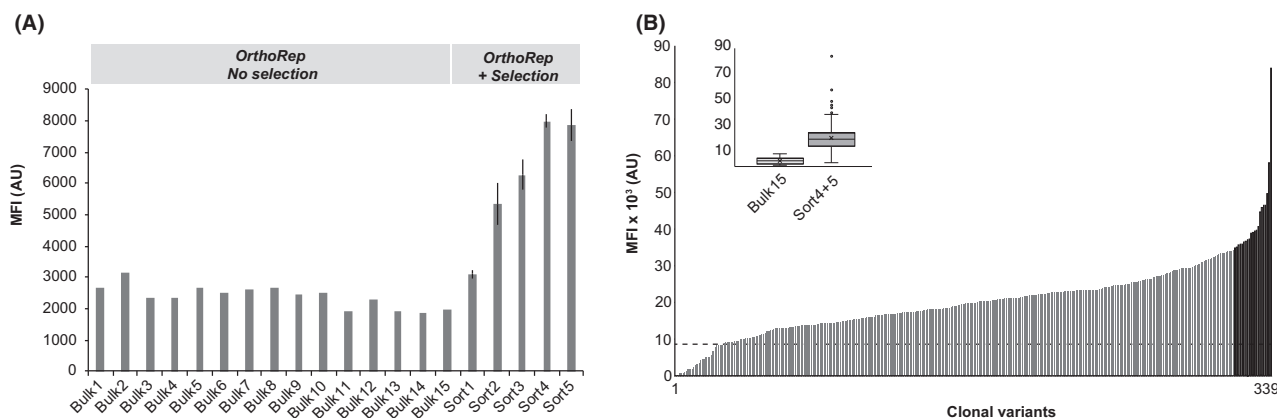 (A)
OrthoRep
No selection
OrthoRep
+ Selection
9000
8000
7000
6000
5000
4000
3000
2000
1000
0
MFI (AU)
Bulk1
Bulk2
Bulk3
Bulk4
Bulk5
Bulk6
Bulk7
Bulk8
Bulk9
Bulk10
Bulk11
Bulk12
Bulk13
Bulk14
Bulk15
Sort1
Sort2
Sort3
Sort4
Sort5
(B)
90
80
70
60
50
40
30
20
10
0
MFI x 10³ (AU)
90
70
50
30
10
Bulk15
Sort4+5
1
339
Clonal variants